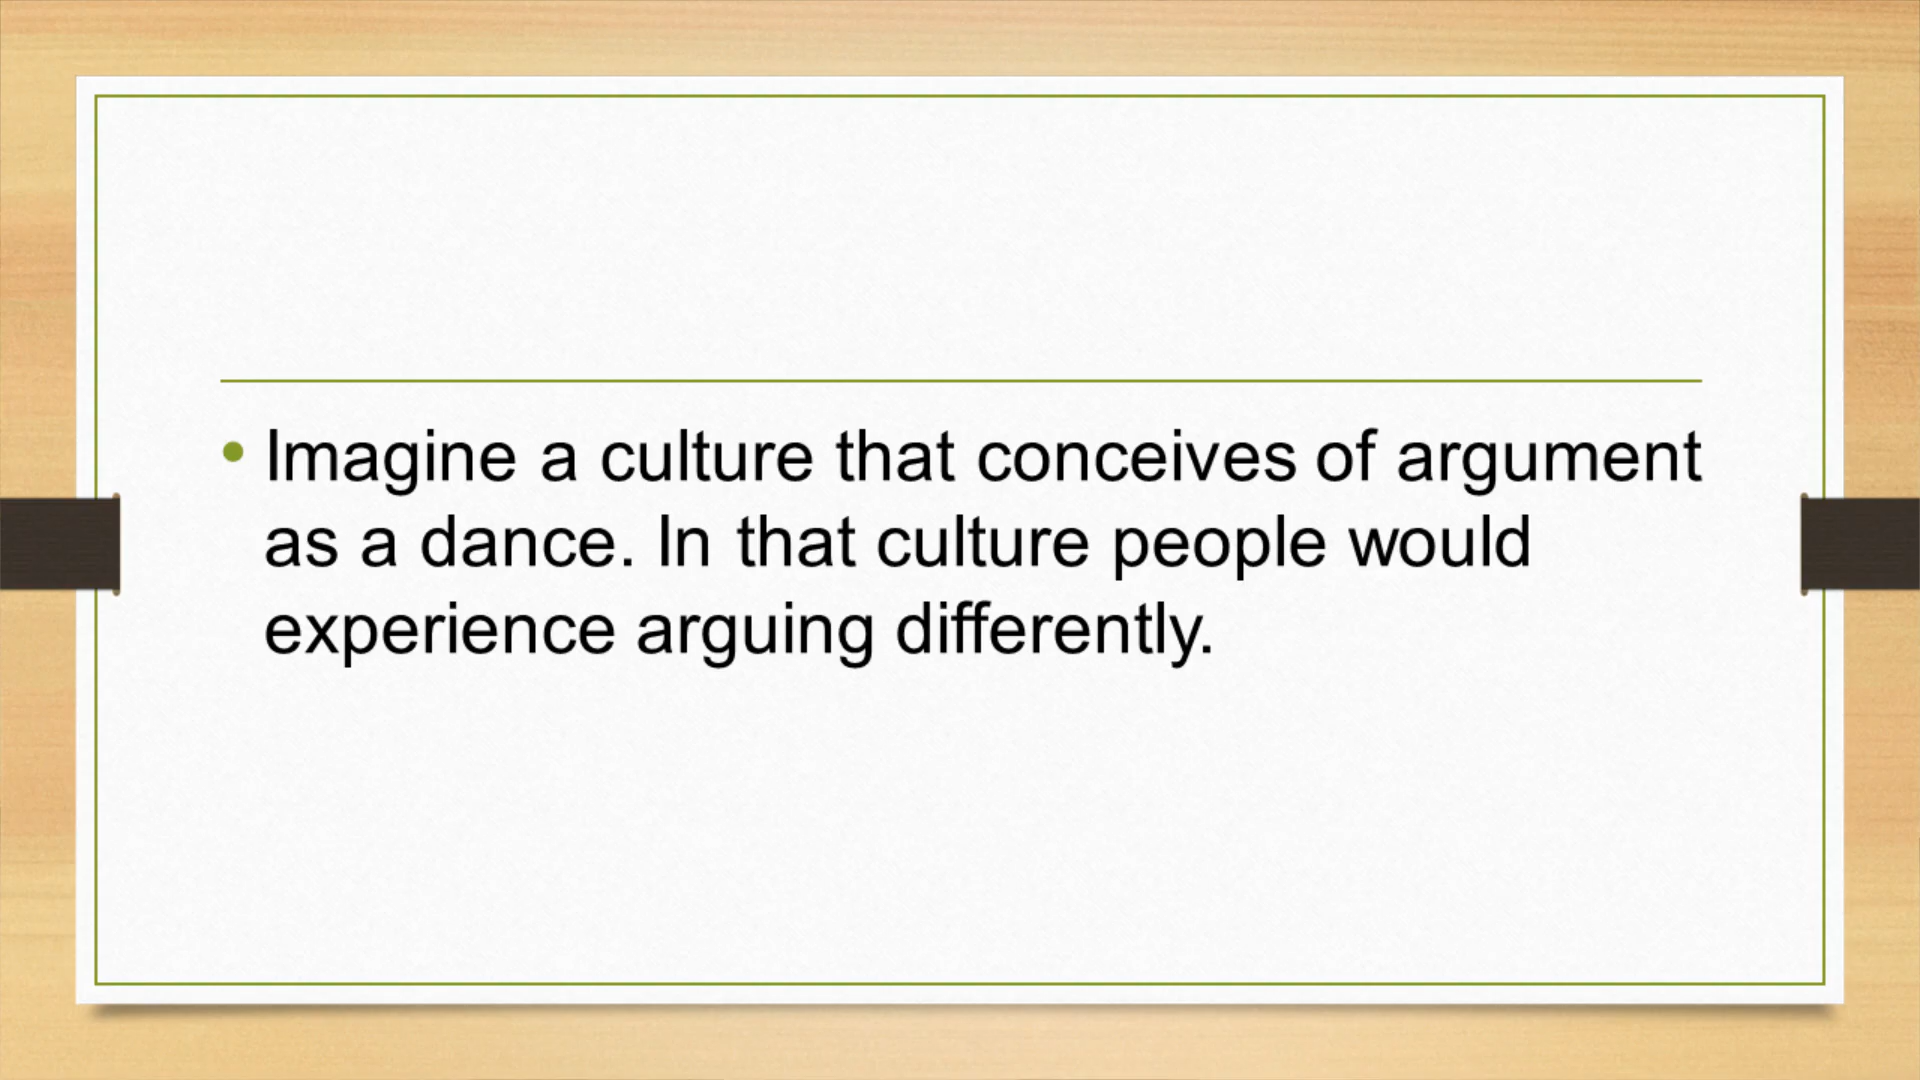 • Imagine a culture that conceives of argument
as a dance. In that culture people would
experience arguing differently.